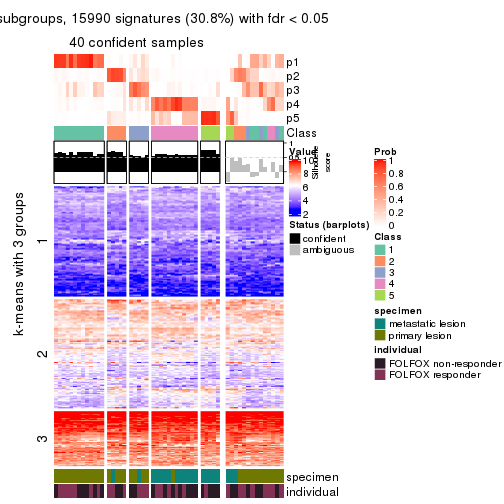 subgroups, 15990 signatures (30.8%) with fdr < 0.05
40 confident samples
p1
p2
p3
p4
p5
Class
1
Silhouette
score
k-means with 3 groups
1
2
3
specimen
individual
Value
10
8
6
4
2
Status (barplots)
confident
ambiguous
Prob
1
0.8
0.6
0.4
0.2
0
Class
1
2
3
4
5
specimen
metastatic lesion
primary lesion
individual
FOLFOX non-responder
FOLFOX responder